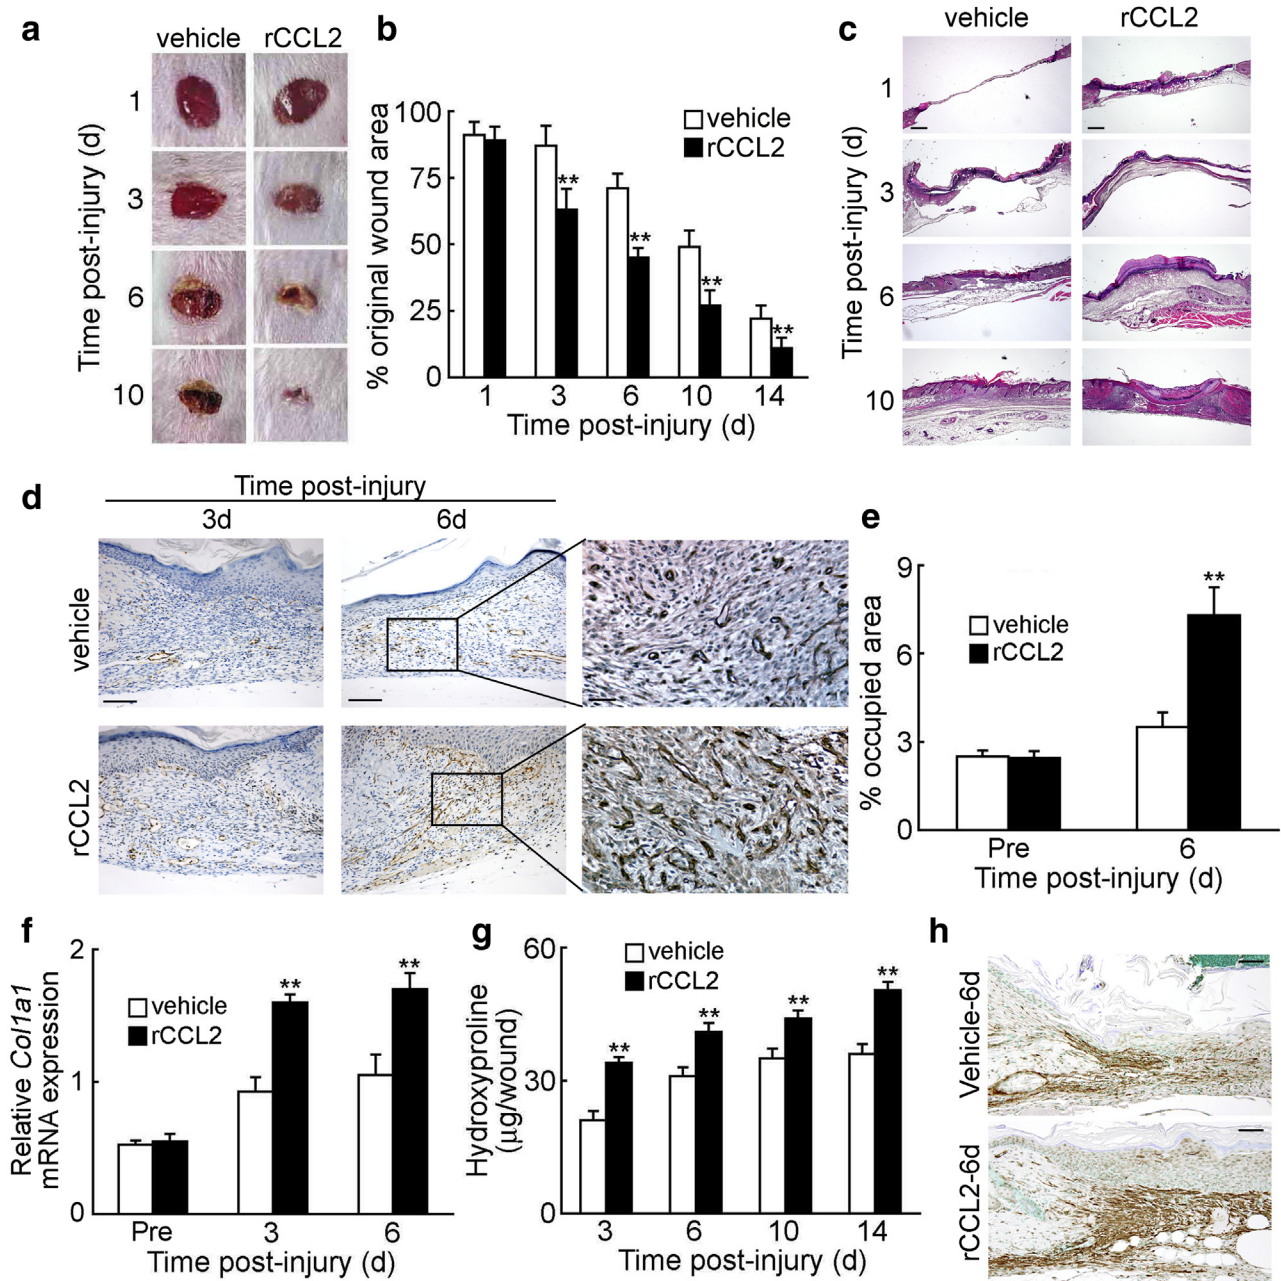 a
vehicle
rCCL2
Time post-injury (d)
1
3
6
10
b
% original wound area
100
75
50
25
0
vehicle
rCCL2
**
**
**
**
1
3
6
10
14
Time post-injury (d)
c
vehicle
rCCL2
Time post-injury (d)
1
3
6
10
d
Time post-injury
3d
6d
vehicle
rCCL2
e
% occupied area
9
6
3
0
vehicle
rCCL2
**
Pre
6
Time post-injury (d)
f
Relative Col1a1
mRNA expression
2
1
0
vehicle
rCCL2
**
**
Pre
3
6
Time post-injury (d)
g
Hydroxyproline
(μg/wound)
60
30
0
vehicle
rCCL2
**
**
**
**
3
6
10
14
Time post-injury (d)
h
Vehicle-6d
rCCL2-6d